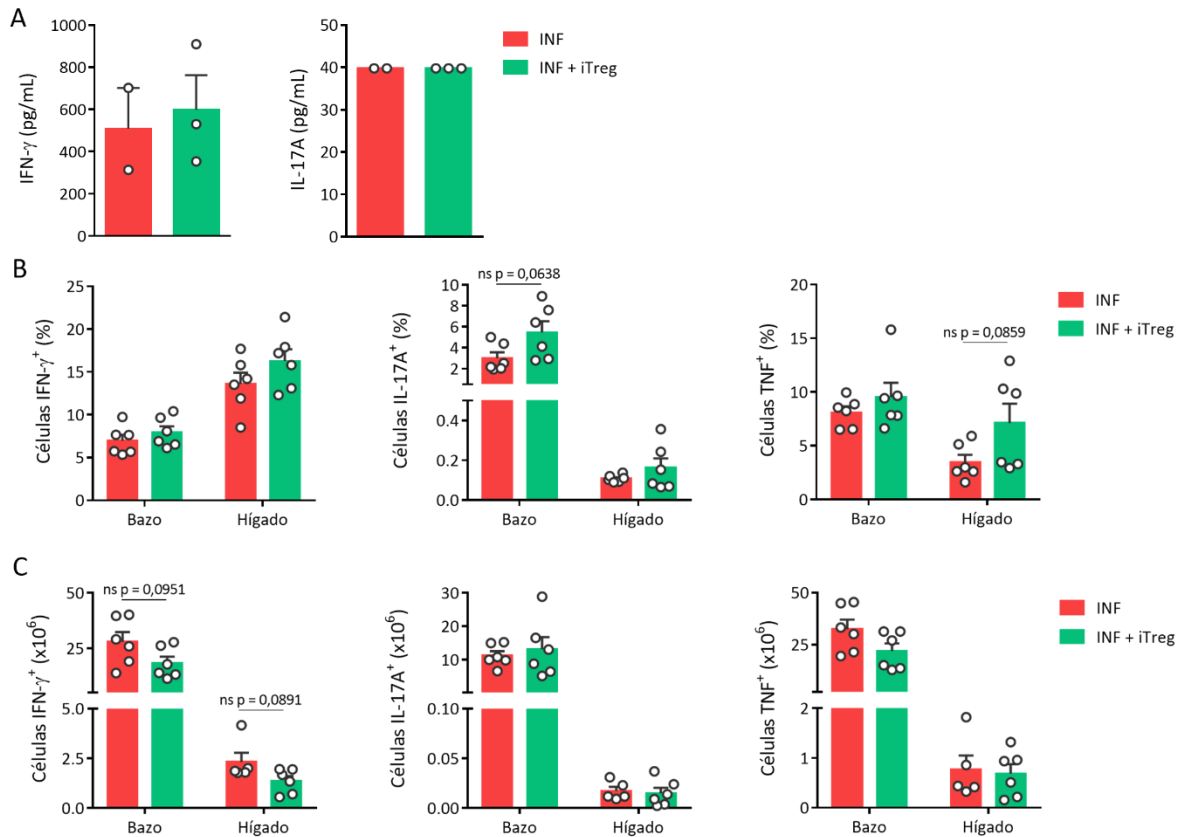 A
IFN-γ (pg/mL)
1000
800
600
400
200
0
IL-17A (pg/mL)
50
40
30
20
10
0
INF
INF + iTreg
B
Células IFN-γ⁺ (%)
25
20
15
10
5
0
Bazo
Hígado
ns p = 0,0638
Células IL-17A⁺ (%)
10
8
6
4
2
0.4
0.2
0.0
Bazo
Hígado
ns p = 0,0859
Células TNF⁺ (%)
20
15
10
5
0
Bazo
Hígado
INF
INF + iTreg
C
ns p = 0,0951
ns p = 0,0891
Células IFN-γ⁺ (x10⁶)
50
25
5.0
2.5
0.0
Bazo
Hígado
Células IL-17A⁺ (x10⁶)
30
20
10
0.10
0.05
0.00
Bazo
Hígado
Células TNF⁺ (x10⁶)
50
25
2
1
0
Bazo
Hígado
INF
INF + iTreg